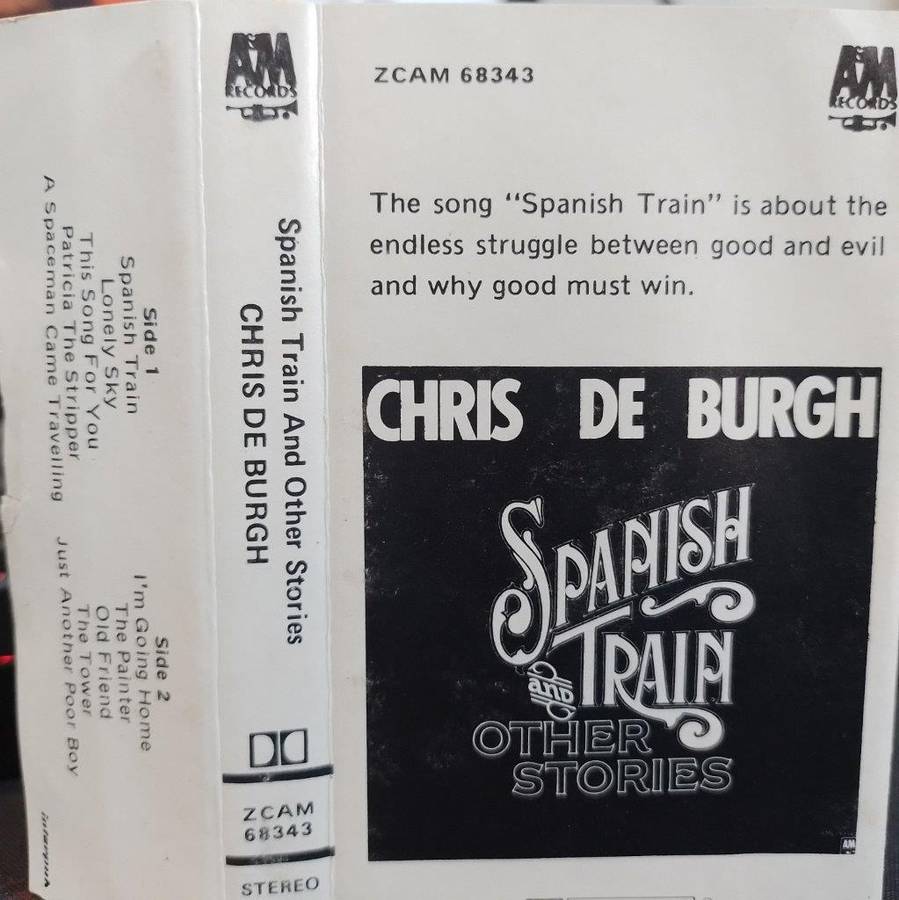 Side 1
Spanish Train
Lonely Sky
This Song For You
Patricia The Stripper
A Spaceman Came Travelling
Side 2
I'm Going Home
The Painter
Old Friend
The Tower
Just Another Poor Boy
A&M
RECORDS
Spanish Train And Other Stories
CHRIS DE BURGH
ZCAM
68343
STEREO
ZCAM 68343
A&M
RECORDS
The song “Spanish Train” is about the
endless struggle between good and evil
and why good must win.
CHRIS DE BURGH
SPANISH
TRAIN
and
OTHER
STORIES
AM